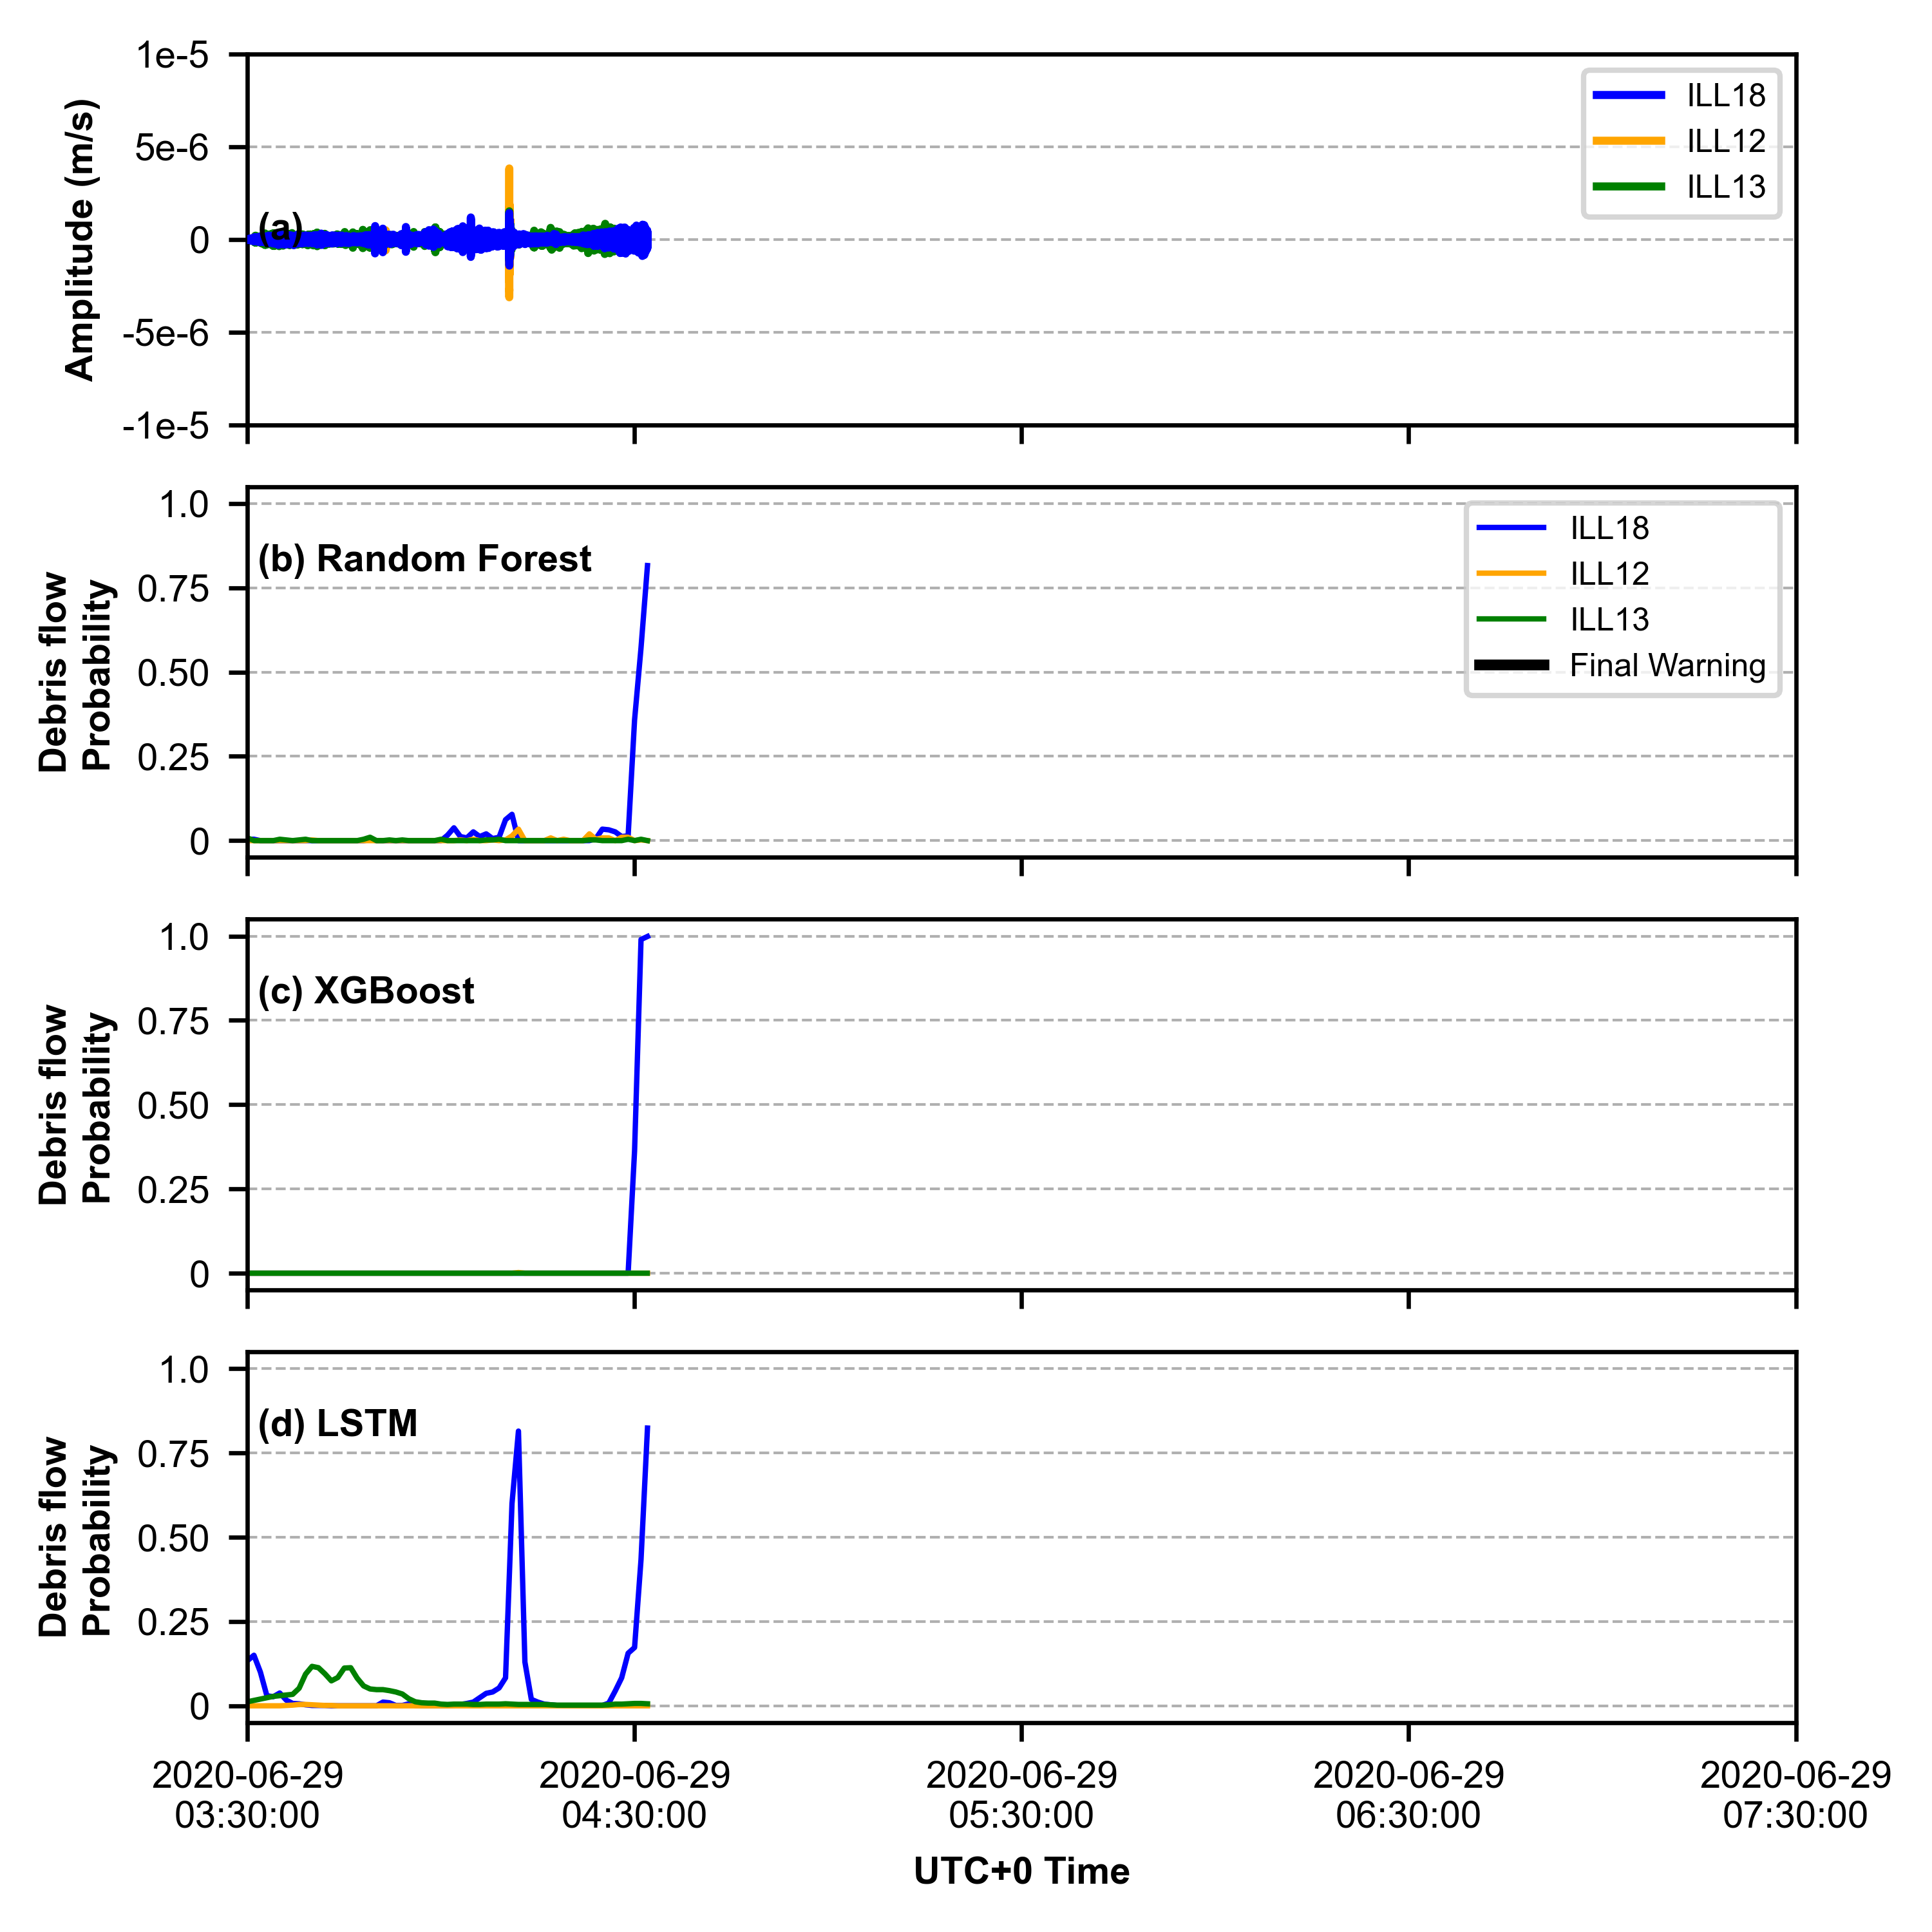 1e-5
5e-6
0
-5e-6
-1e-5
Amplitude (m/s)
(a)
ILL18
ILL12
ILL13
1.0
0.75
0.50
0.25
0
Debris flow
Probability
(b) Random Forest
ILL18
ILL12
ILL13
Final Warning
1.0
0.75
0.50
0.25
0
Debris flow
Probability
(c) XGBoost
1.0
0.75
0.50
0.25
0
Debris flow
Probability
(d) LSTM
2020-06-29
03:30:00
2020-06-29
04:30:00
2020-06-29
05:30:00
2020-06-29
06:30:00
2020-06-29
07:30:00
UTC+0 Time